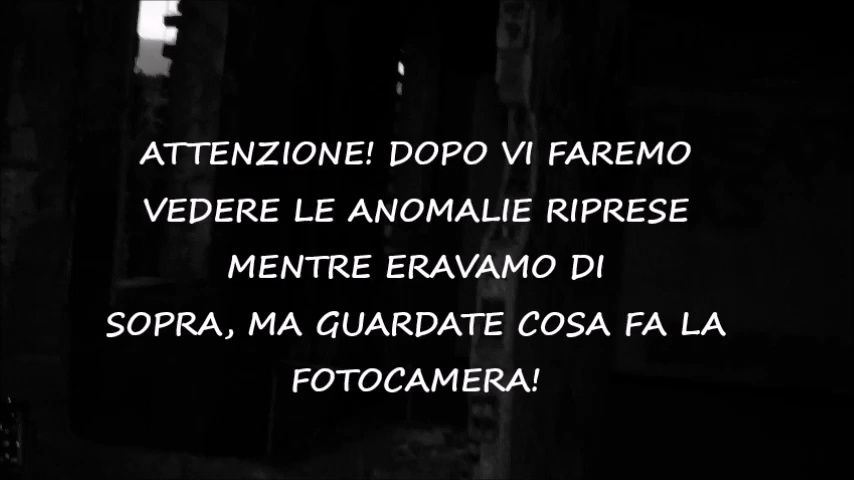 ATTENZIONE! DOPO VI FAREMO
VEDERE LE ANOMALIE RIPRESE
MENTRE ERAVAMO DI
SOPRA, MA GUARDATE COSA FA LA
FOTOCAMERA!